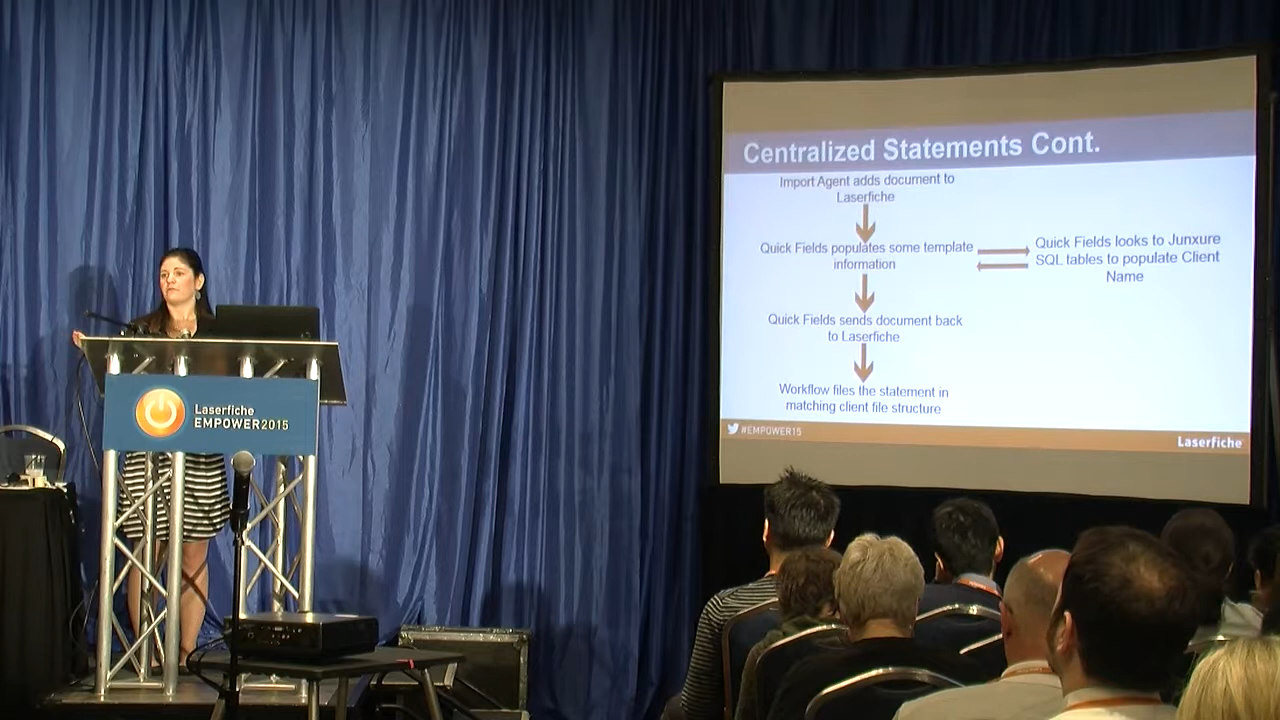 Centralized Statements Cont.
Import Agent adds document to
Laserfiche
Quick Fields populates some template
information
Quick Fields looks to Junxure
SQL tables to populate Client
Name
Quick Fields sends document back
to Laserfiche
Workflow files the statement in
matching client file structure
#EMPOWER15
Laserfiche
Laserfiche
EMPOWER2015